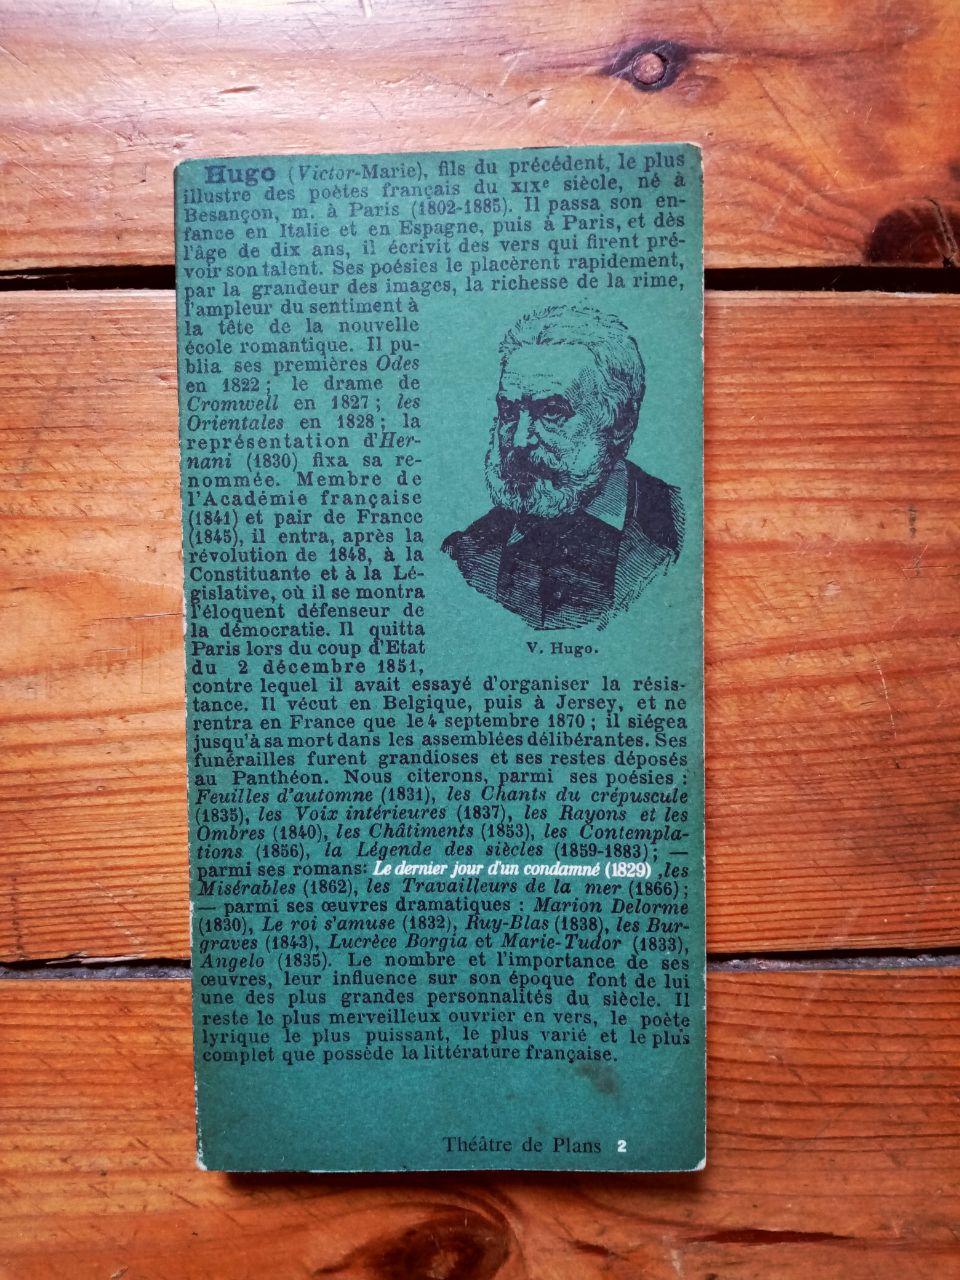 Hugo (Victor-Marie), fils du précédent, le plus
illustre des poètes français du XIXe siècle, né à
Besançon, m. à Paris (1802-1885). Il passa son en-
fance en Italie et en Espagne, puis à Paris, et dès
l'âge de dix ans, il écrivit des vers qui firent pré-
voir son talent. Ses poésies le placèrent rapidement,
par la grandeur des images, la richesse de la rime,
l'ampleur du sentiment à
la tête de la nouvelle
école romantique. Il pu-
blia ses premières Odes
en 1822 ; le drame de
Cromwell en 1827 ; les
Orientales en 1828 ; la
représentation d'Her-
nani (1830) fixa sa re-
nommée. Membre de
l'Académie française
(1841) et pair de France
(1845), il entra, après la
révolution de 1848, à la
Constituante et à la Lé-
gislative, où il se montra
l'éloquent défenseur de
la démocratie. Il quitta
Paris lors du coup d'Etat
du 2 décembre 1851,
V. Hugo.
contre lequel il avait essayé d'organiser la résis-
tance. Il vécut en Belgique, puis à Jersey, et ne
rentra en France que le 4 septembre 1870 ; il siégea
jusqu'à sa mort dans les assemblées délibérantes. Ses
funérailles furent grandioses et ses restes déposés
au Panthéon. Nous citerons, parmi ses poésies :
Feuilles d'automne (1831), les Chants du crépuscule
(1835), les Voix intérieures (1837), les Rayons et les
Ombres (1840), les Châtiments (1853), les Contempla-
tions (1856), la Légende des siècles (1859-1883) ; —
parmi ses romans: Le dernier jour d'un condamné (1829) ,les
Misérables (1862), les Travailleurs de la mer (1866) ;
— parmi ses œuvres dramatiques : Marion Delorme
(1830), Le roi s'amuse (1832), Ruy-Blas (1838), les Bur-
graves (1843), Lucrèce Borgia et Marie-Tudor (1833),
Angelo (1835). Le nombre et l'importance de ses
œuvres, leur influence sur son époque font de lui
une des plus grandes personnalités du siècle. Il
reste le plus merveilleux ouvrier en vers, le poète
lyrique le plus puissant, le plus varié et le plus
complet que possède la littérature française.
Théâtre de Plans 2